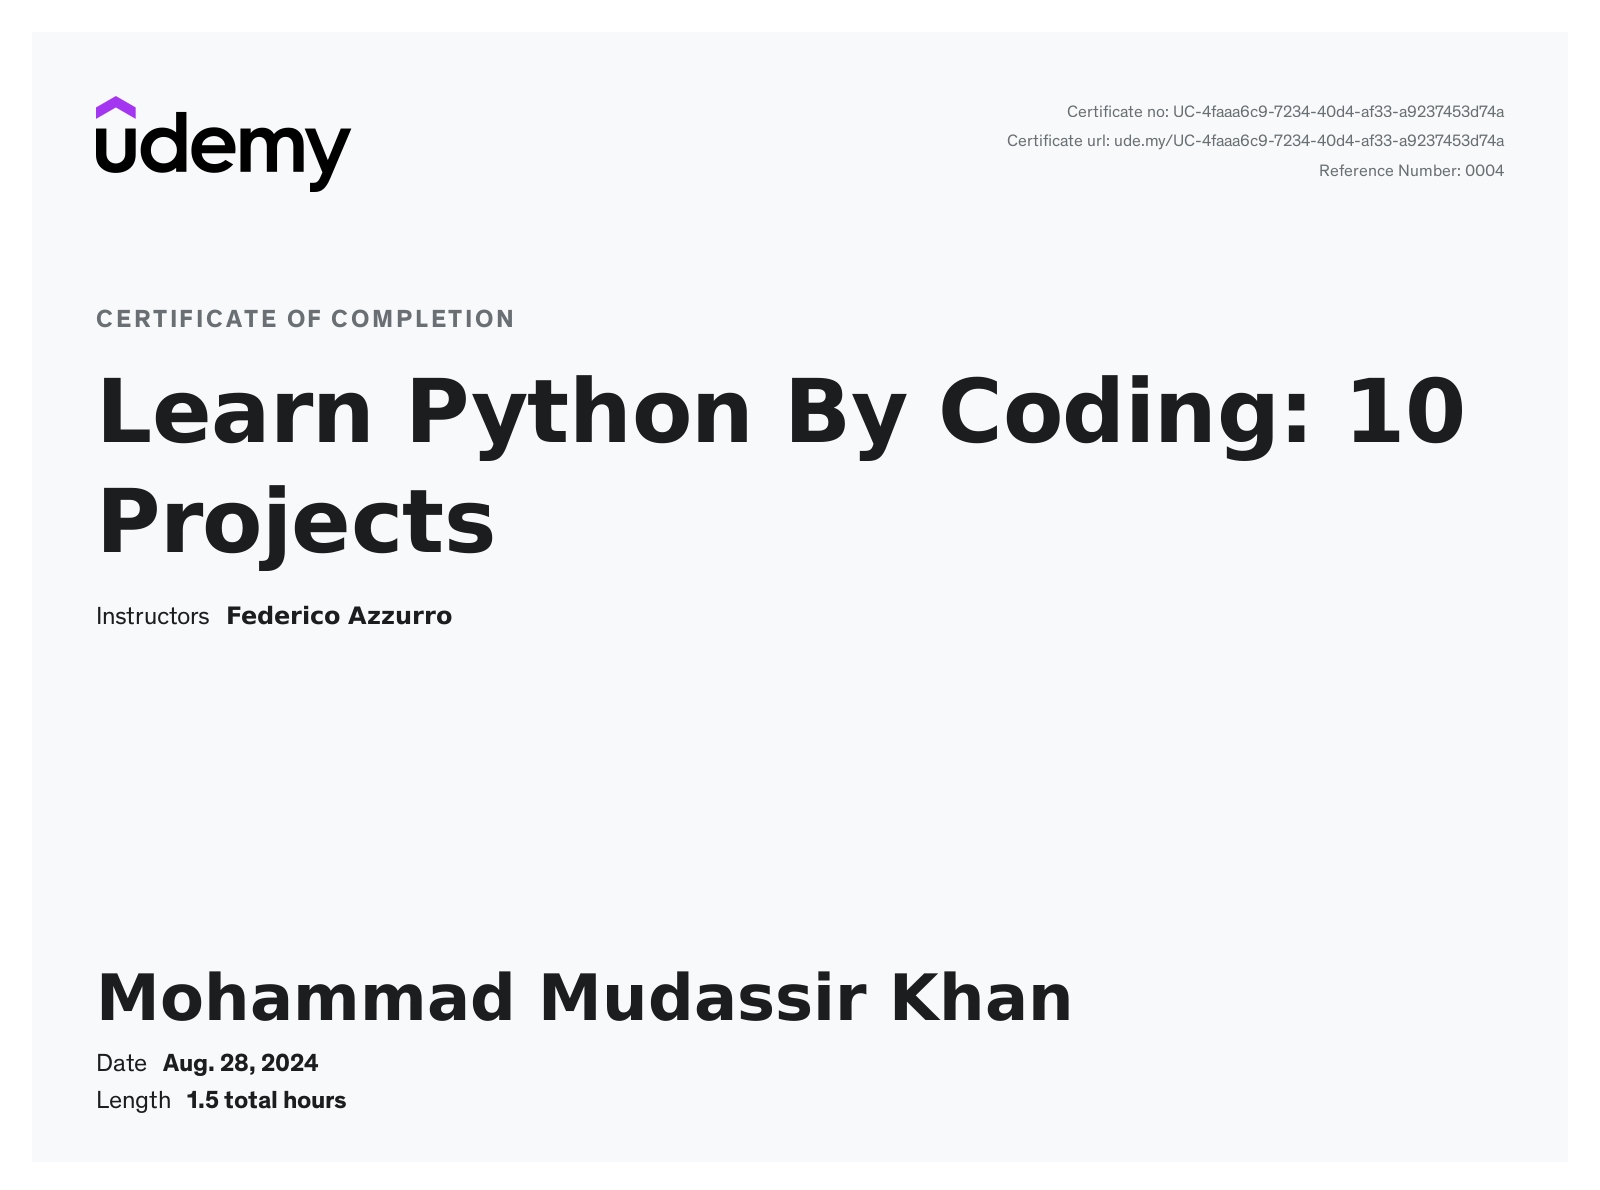 udemy
Certificate no: UC-4faaa6c9-7234-40d4-af33-a9237453d74a
Certificate url: ude.my/UC-4faaa6c9-7234-40d4-af33-a9237453d74a
Reference Number: 0004
CERTIFICATE OF COMPLETION
Learn Python By Coding: 10
Projects
Instructors Federico Azzurro
Mohammad Mudassir Khan
Date Aug. 28, 2024
Length 1.5 total hours